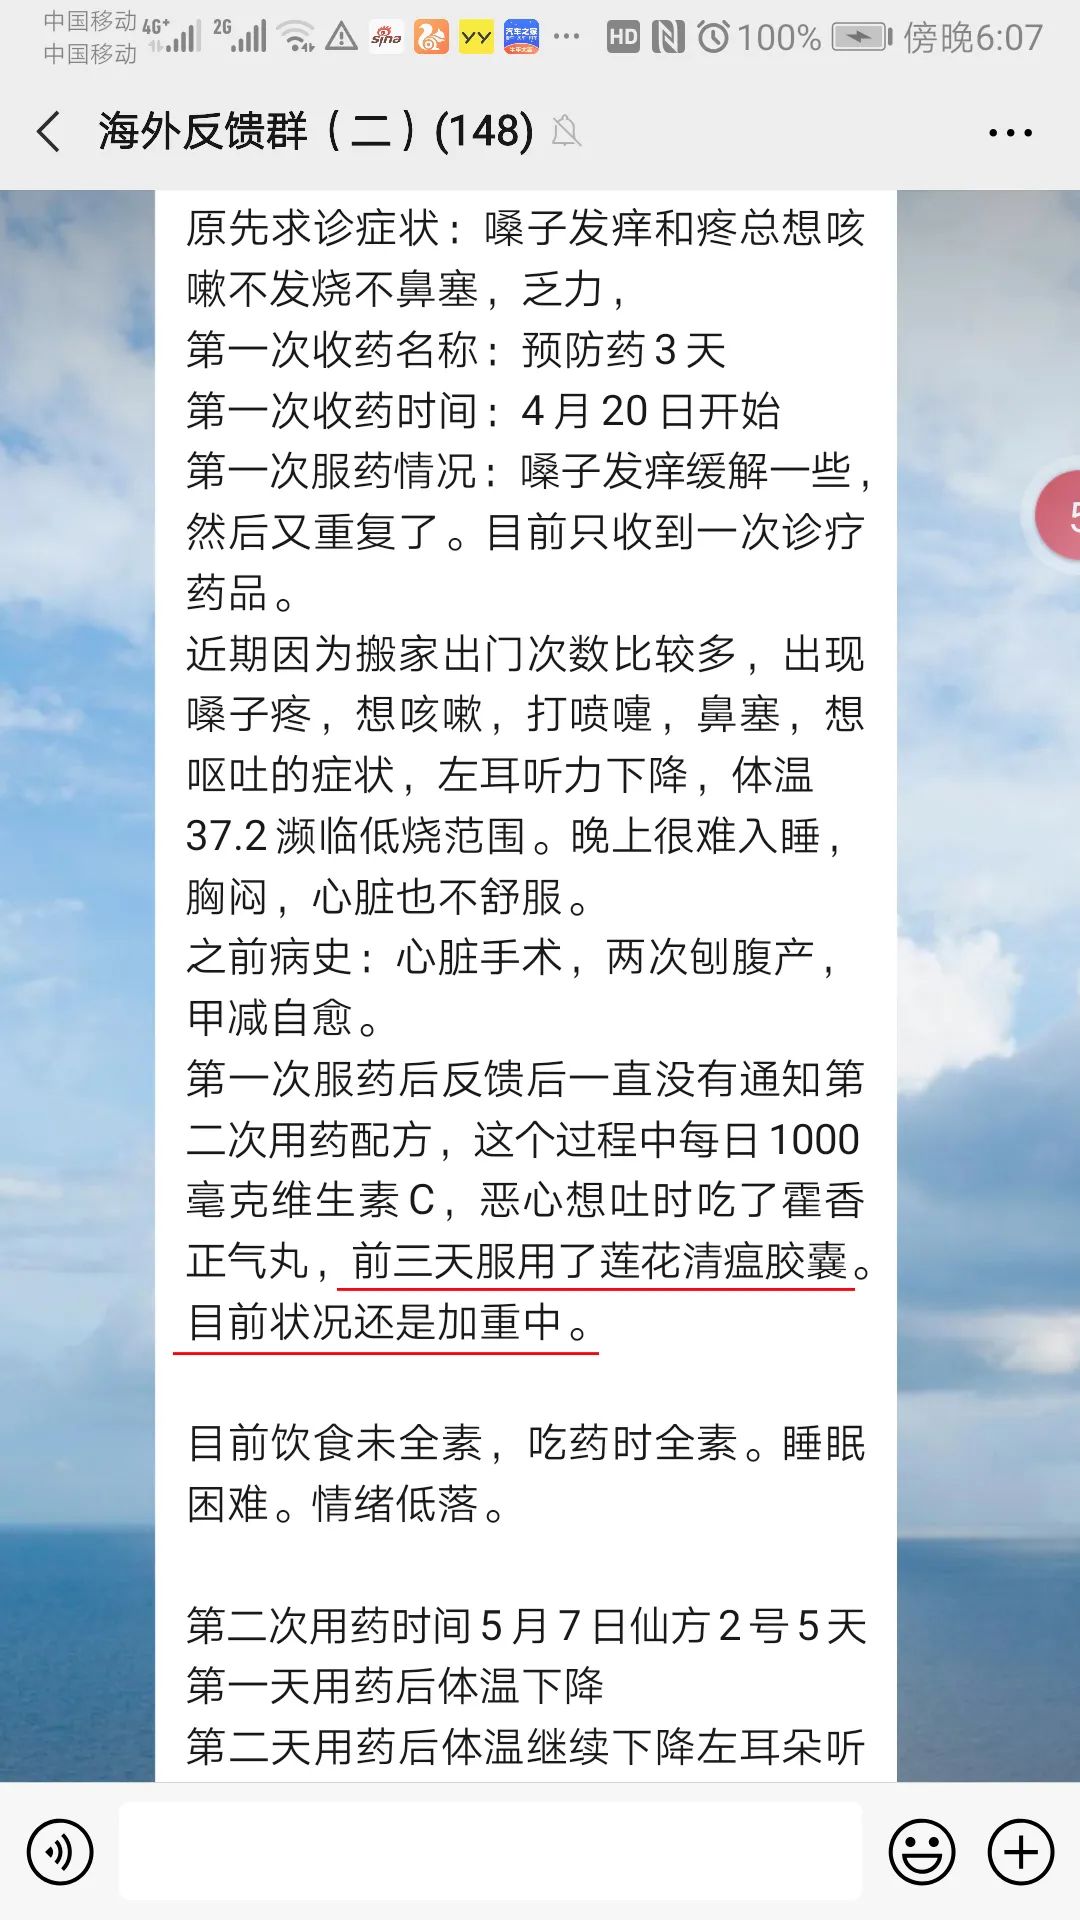 中国移动 4G+ 2G HD 100% 傍晚6:07
中国移动
海外反馈群（二）(148)
原先求诊症状：嗓子发痒和疼总想咳
嗽不发烧不鼻塞，乏力，
第一次收药名称：预防药3天
第一次收药时间：4月20日开始
第一次服药情况：嗓子发痒缓解一些，
然后又重复了。目前只收到一次诊疗
药品。
近期因为搬家出门次数比较多，出现
嗓子疼，想咳嗽，打喷嚏，鼻塞，想
呕吐的症状，左耳听力下降，体温
37.2濒临低烧范围。晚上很难入睡，
胸闷，心脏也不舒服。
之前病史：心脏手术，两次刨腹产，
甲减自愈。
第一次服药后反馈后一直没有通知第
二次用药配方，这个过程中每日1000
毫克维生素C，恶心想吐时吃了霍香
正气丸，前三天服用了莲花清瘟胶囊。
目前状况还是加重中。
目前饮食未全素，吃药时全素。睡眠
困难。情绪低落。
第二次用药时间5月7日仙方2号5天
第一天用药后体温下降
第二天用药后体温继续下降左耳朵听